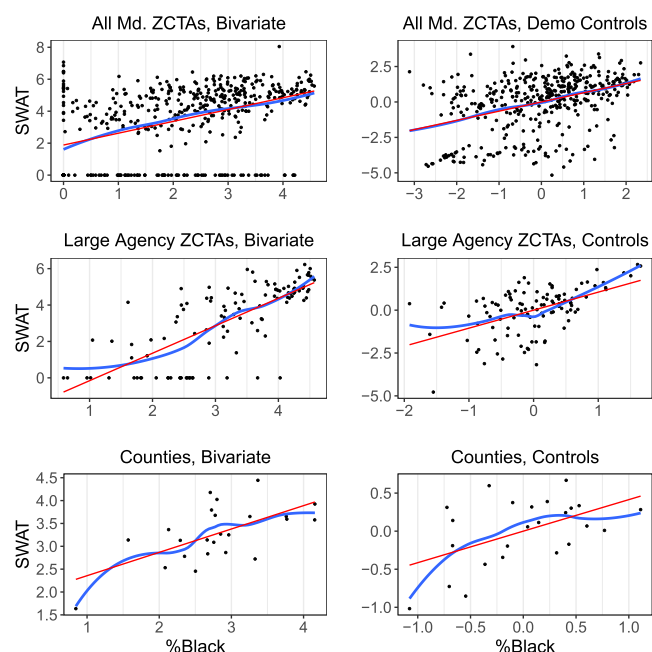 All Md. ZCTAs, Bivariate
All Md. ZCTAs, Demo Controls
SWAT
8
6
4
2
0
0 1 2 3 4
2.5
0.0
−2.5
−5.0
−3 −2 −1 0 1 2
Large Agency ZCTAs, Bivariate
Large Agency ZCTAs, Controls
SWAT
6
4
2
0
1 2 3 4
2.5
0.0
−2.5
−5.0
−2 −1 0 1
Counties, Bivariate
Counties, Controls
SWAT
4.5
4.0
3.5
3.0
2.5
2.0
1.5
1 2 3 4
0.5
0.0
−0.5
−1.0
−1.0 −0.5 0.0 0.5 1.0
%Black
%Black